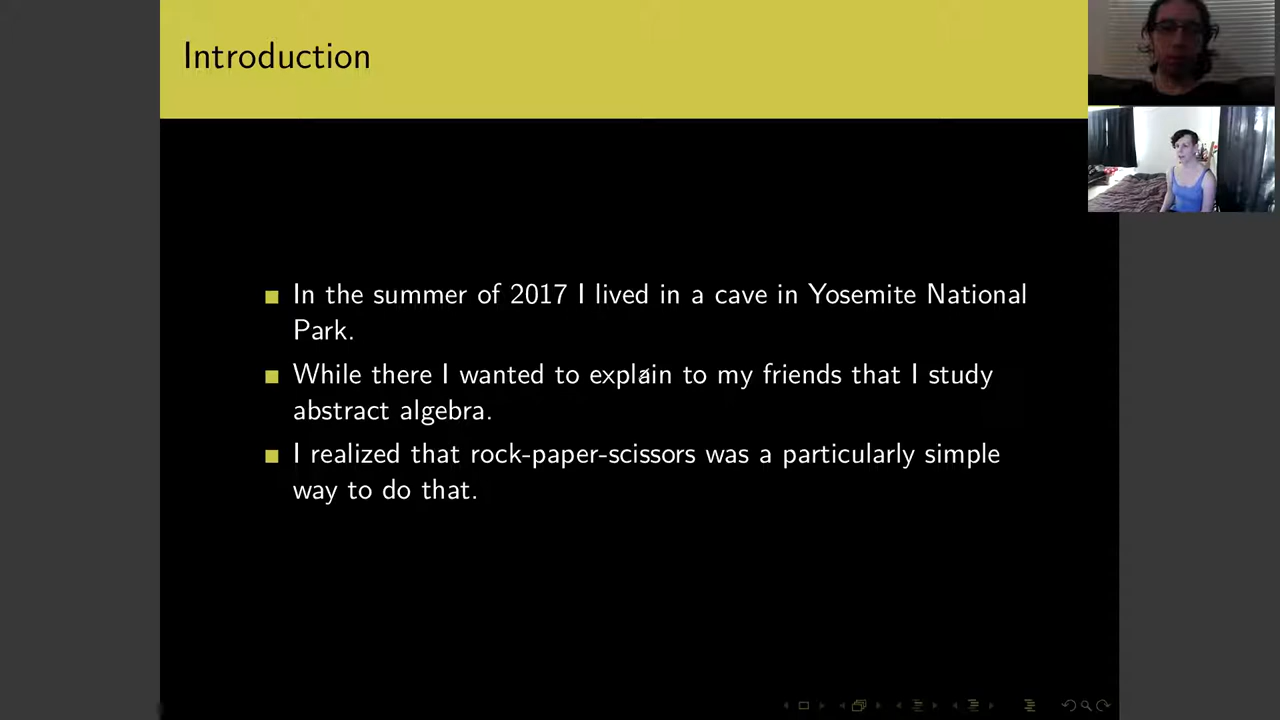 Introduction
In the summer of 2017 I lived in a cave in Yosemite National
Park.
While there I wanted to explain to my friends that I study
abstract algebra.
I realized that rock-paper-scissors was a particularly simple
way to do that.